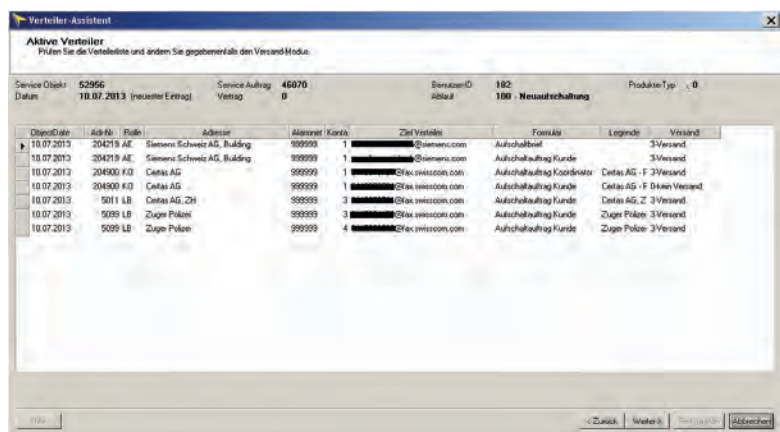 Verteiler-Assistent
Aktive Verteiler
Prüfen Sie die Verteilerliste und ändern Sie gegebenenfalls den Versand-Modus.
Service Objekt 52956 Service Auftrag 46070 BenutzerID 182 Produkte-Typ 0
Datum 10.07.2013 (neuester Eintrag) Vertrag 0 Ablauf 100 - Neuaufschaltung
ObjectDate AdrNr Rolle Adresse Alarmnet Konta Ziel Verteiler Formular Legende Versand
10.07.2013 204219 AE Siemens Schweiz AG, Building 999999 1 @siemens.com Aufschaltbrief 3-Versand
10.07.2013 204219 AE Siemens Schweiz AG, Building 999999 1 @siemens.com Aufschaltauftrag Kunde 3-Versand
10.07.2013 204900 KO Certas AG 999999 1 @fax.swisscom.com Aufschaltauftrag Koordinator Certas AG - F 3-Versand
10.07.2013 204900 KO Certas AG 999999 1 @fax.swisscom.com Aufschaltauftrag Kunde Certas AG - F 0-kein Versand
10.07.2013 5011 LB Certas AG, ZH 999999 3 @fax.swisscom.com Aufschaltauftrag Kunde Certas AG, Z 3-Versand
10.07.2013 5099 LB Zuger Polizei 999999 3 @fax.swisscom.com Aufschaltauftrag Kunde Zuger Polizei 3-Versand
10.07.2013 5099 LB Zuger Polizei 999999 4 @fax.swisscom.com Aufschaltauftrag Kunde Zuger Polizei 3-Versand
< Zurück Weiter > Abbrechen